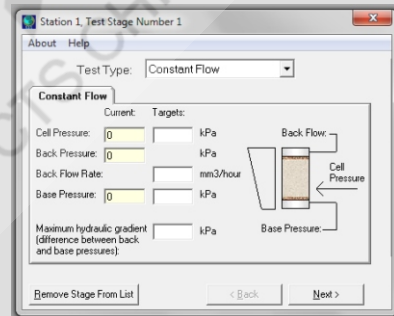 Station 1, Test Stage Number 1
About Help
Test Type: Constant Flow
Constant Flow
Current: Targets:
Cell Pressure: 0 kPa
Back Pressure: 0 kPa
Back Flow Rate: mm3/hour
Base Pressure: 0 kPa
Maximum hydraulic gradient kPa
(difference between back
and base pressures):
Back Flow:
Cell
Pressure
Base Pressure:
Remove Stage From List < Back Next >